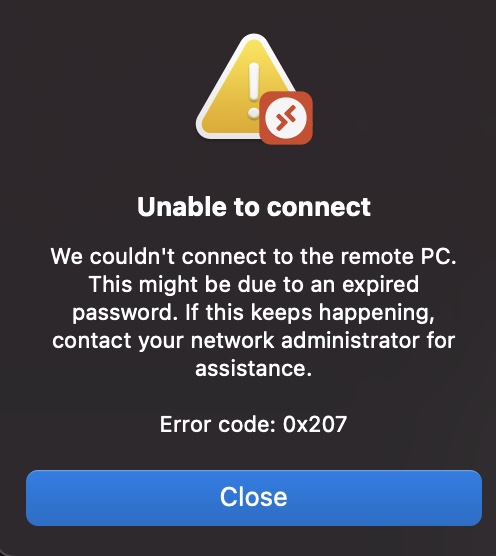 Unable to connect
We couldn't connect to the remote PC.
This might be due to an expired
password. If this keeps happening,
contact your network administrator for
assistance.
Error code: 0x207
Close